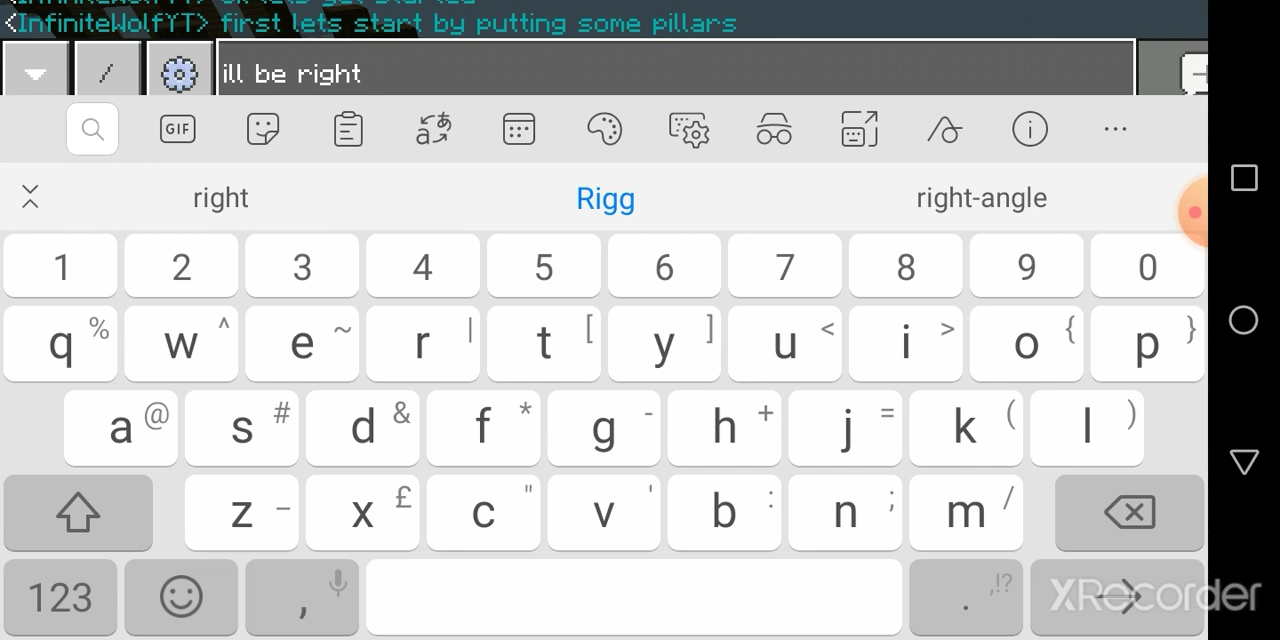 <InfiniteWolfYT> first lets start by putting some pillars
/ ill be right
GIF
right Rigg right-angle
1 2 3 4 5 6 7 8 9 0
q % w ^ e ~ r | t [ y ] u < i > o { p }
a @ s # d & f * g - h + j = k ( l )
z _ x £ c " v ' b : n ; m /
123 , . ,!?
XRecorder